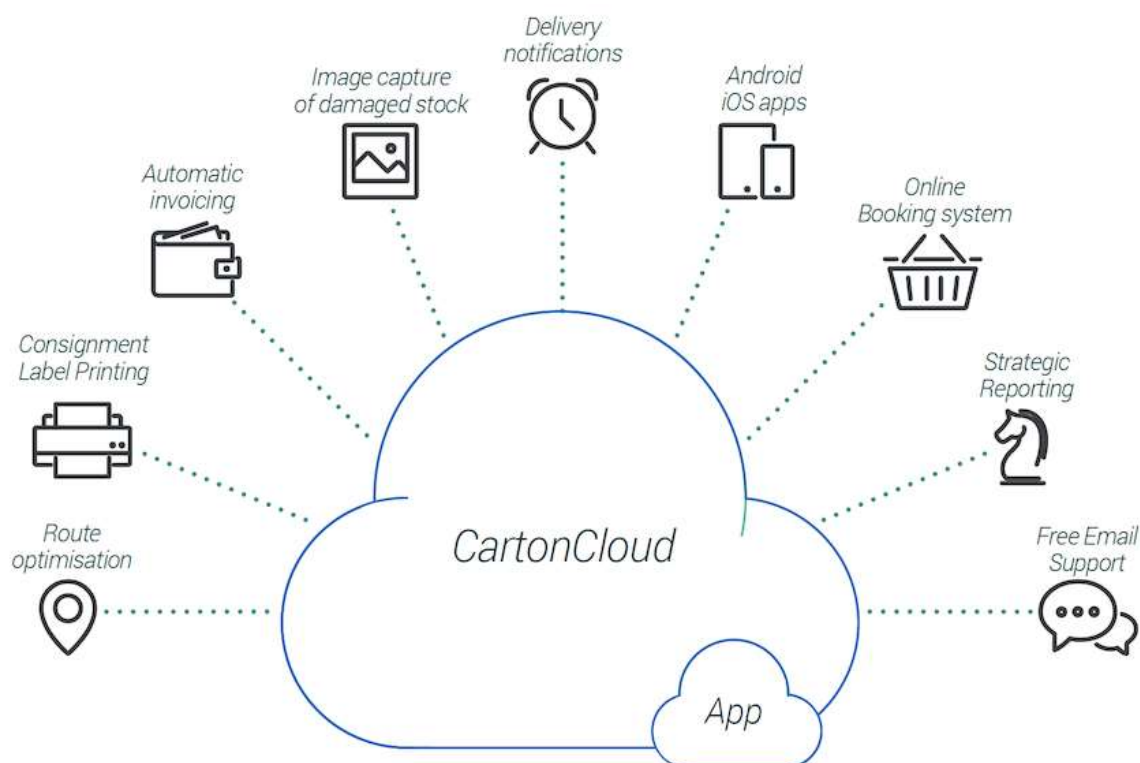 Delivery
notifications
Image capture
of damaged stock
Android
iOS apps
Automatic
invoicing
Online
Booking system
Consignment
Label Printing
Strategic
Reporting
Route
optimisation
CartonCloud
Free Email
Support
App